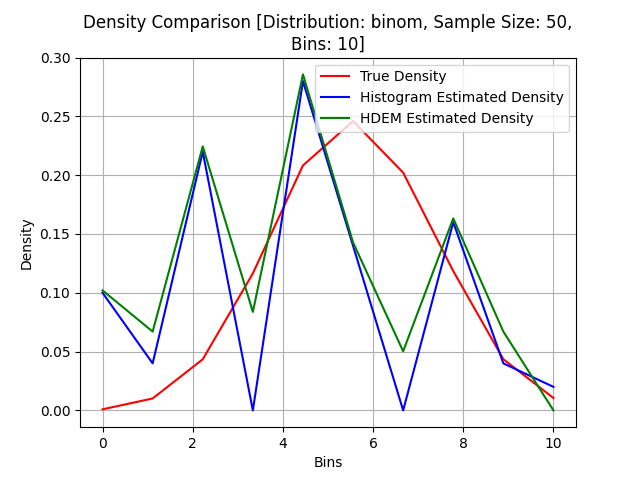 Density Comparison [Distribution: binom, Sample Size: 50,
Bins: 10]
True Density
Histogram Estimated Density
HDEM Estimated Density
0.30
0.25
0.20
0.15
0.10
0.05
0.00
Density
0 2 4 6 8 10
Bins